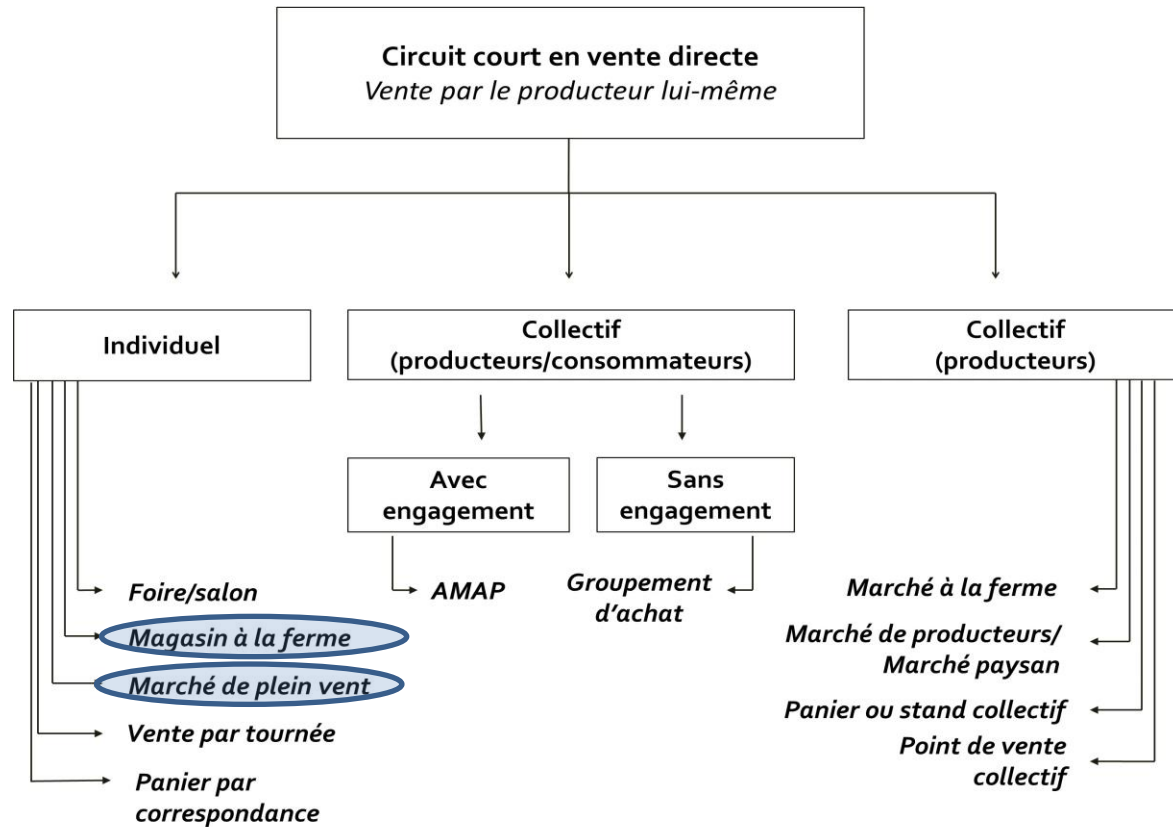 Circuit court en vente directe
Vente par le producteur lui-même
Individuel
Collectif
(producteurs/consommateurs)
Collectif
(producteurs)
Avec
engagement
Sans
engagement
Foire/salon
Magasin à la ferme
Marché de plein vent
Vente par tournée
Panier par
correspondance
AMAP
Groupement
d'achat
Marché à la ferme
Marché de producteurs/
Marché paysan
Panier ou stand collectif
Point de vente
collectif